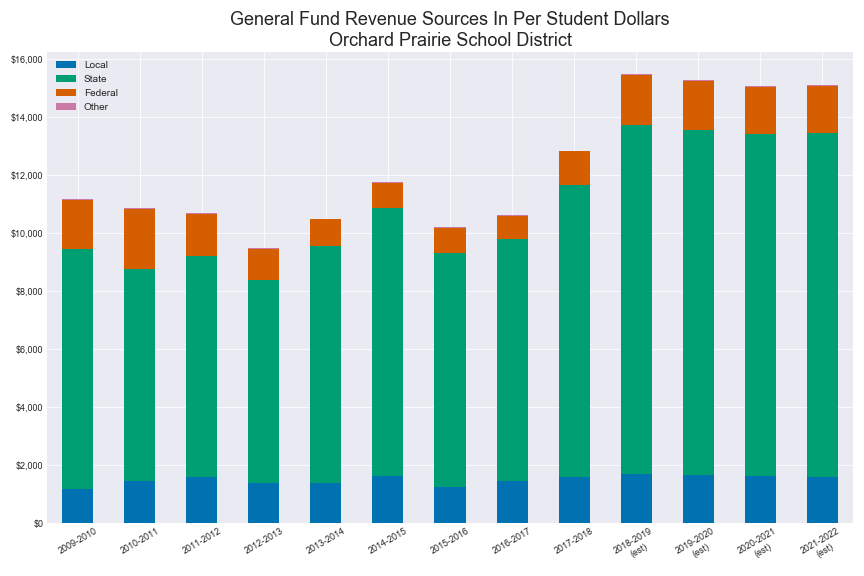 General Fund Revenue Sources In Per Student Dollars
Orchard Prairie School District
Local
State
Federal
Other
$16,000
$14,000
$12,000
$10,000
$8,000
$6,000
$4,000
$2,000
$0
2009-2010
2010-2011
2011-2012
2012-2013
2013-2014
2014-2015
2015-2016
2016-2017
2017-2018
2018-2019
(est)
2019-2020
(est)
2020-2021
(est)
2021-2022
(est)